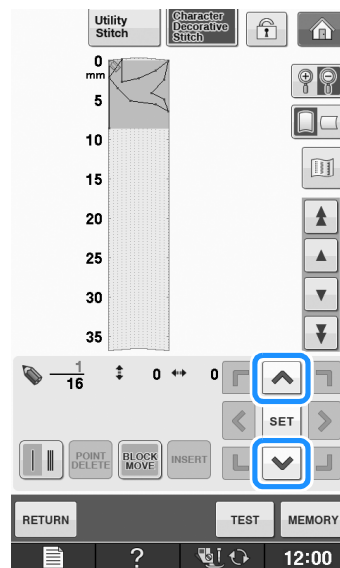 Utility
Stitch
Character
Decorative
Stitch
0
mm
5
10
15
20
25
30
35
1
16
0
0
SET
POINT
DELETE
BLOCK
MOVE
INSERT
RETURN
TEST
MEMORY
?
12:00